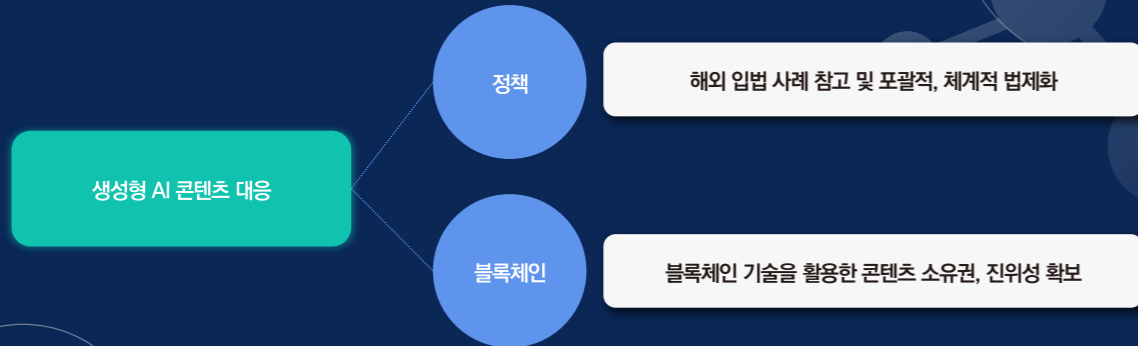 정책
해외 입법 사례 참고 및 포괄적, 체계적 법제화
생성형 AI 콘텐츠 대응
블록체인
블록체인 기술을 활용한 콘텐츠 소유권, 진위성 확보